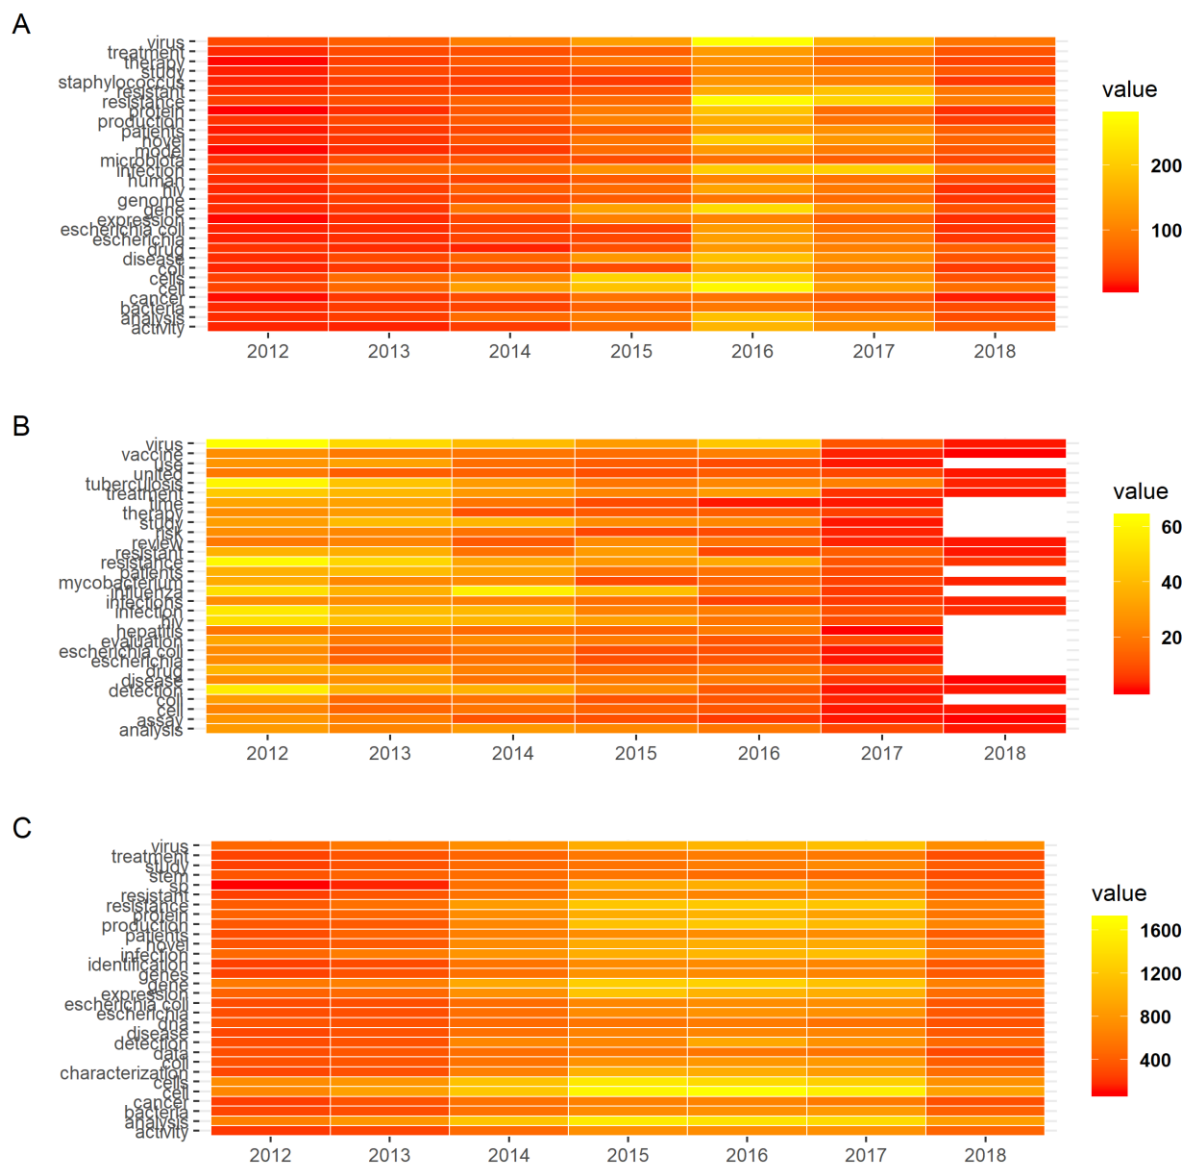 A
virus
treatment
therapy
study
staphylococcus
resistant
resistance
protein
production
patients
novel
model
microbiota
infection
human
hiv
genome
gene
expression
escherichia coli
escherichia
drug
disease
coli
cells
cell
cancer
bacteria
analysis
activity
2012 2013 2014 2015 2016 2017 2018
value
200
100
B
virus
vaccine
use
united
tuberculosis
treatment
time
therapy
study
risk
review
resistant
resistance
patients
mycobacterium
influenza
infections
infection
hiv
hepatitis
evaluation
escherichia coli
escherichia
drug
disease
detection
coli
cell
assay
analysis
2012 2013 2014 2015 2016 2017 2018
value
60
40
20
C
virus
treatment
study
stem
sp
resistant
resistance
protein
production
patients
novel
infection
identification
genes
gene
expression
escherichia coli
escherichia
dna
disease
detection
data
coli
characterization
cells
cell
cancer
bacteria
analysis
activity
2012 2013 2014 2015 2016 2017 2018
value
1600
1200
800
400